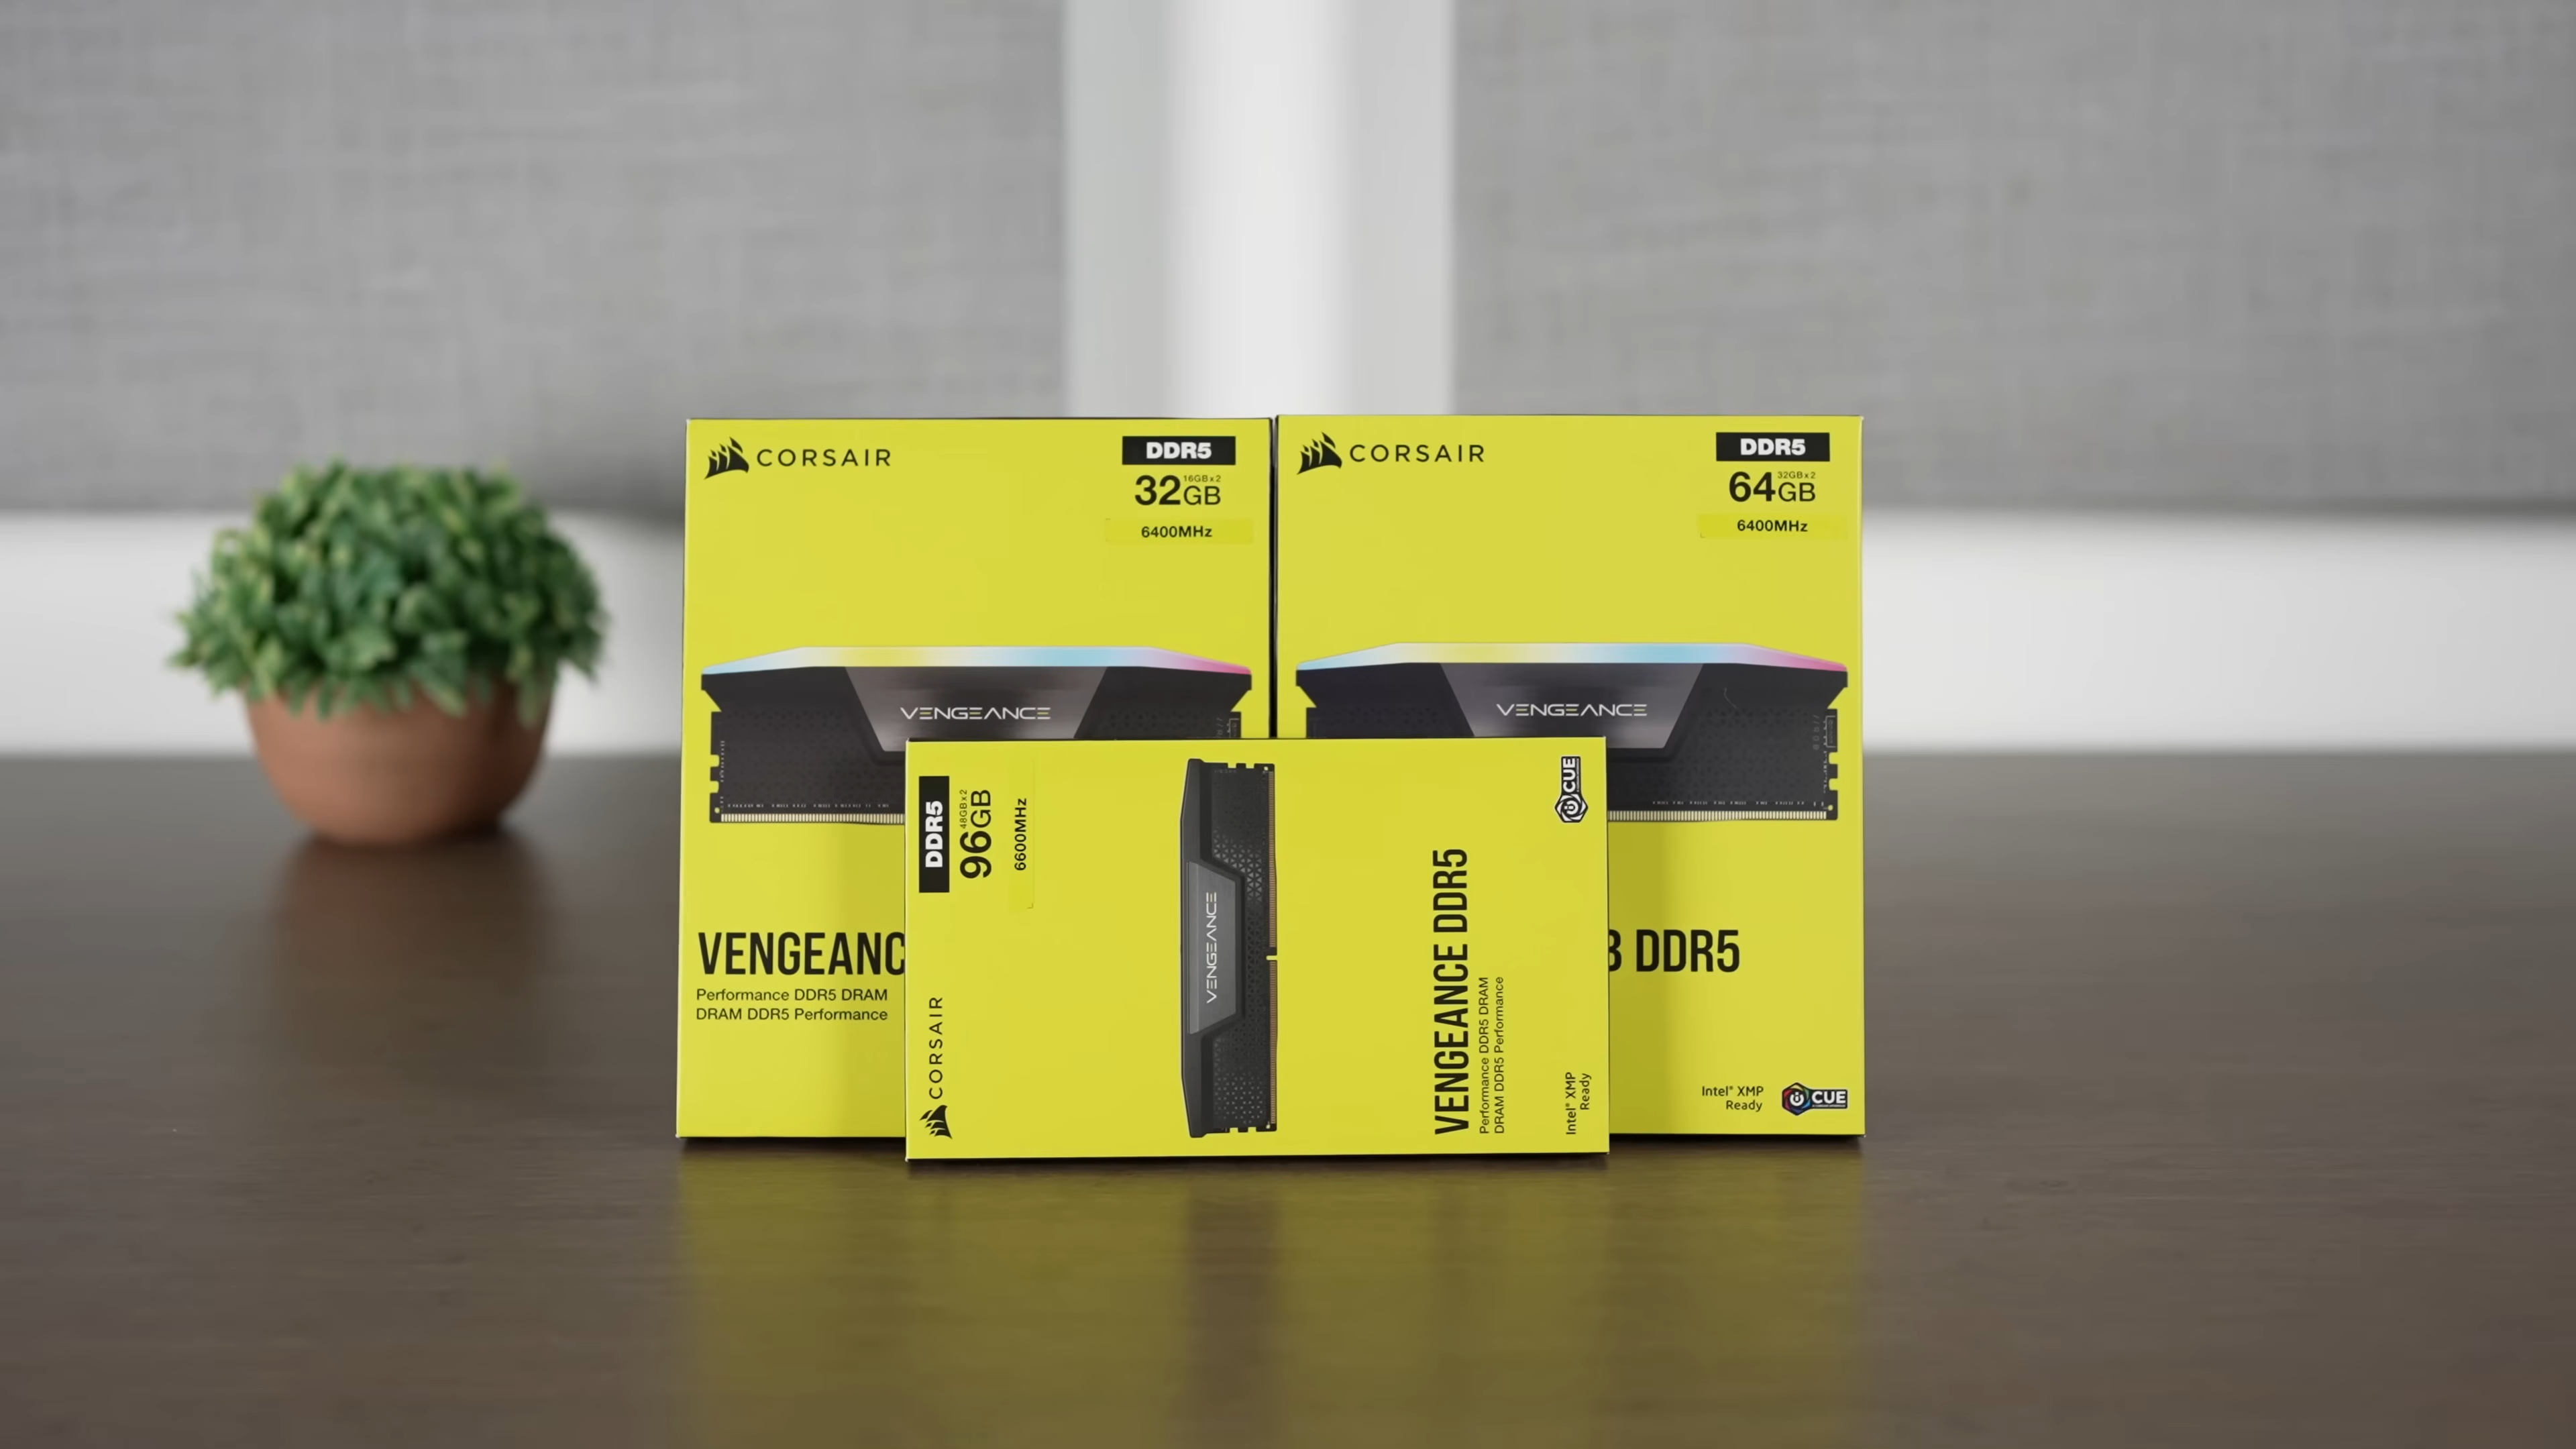 CORSAIR
DDR5
16GBx2
32GB
6400MHz
VENGEANCE
VENGEANC
Performance DDR5 DRAM
DRAM DDR5 Performance
CORSAIR
DDR5
32GBx2
64GB
6400MHz
VENGEANCE
B DDR5
Intel® XMP
Ready
iCUE
CORSAIR
DDR5
48GBx2
96GB
6600MHz
VENGEANCE
VENGEANCE DDR5
Performance DDR5 DRAM
DRAM DDR5 Performance
Intel® XMP
Ready
iCUE